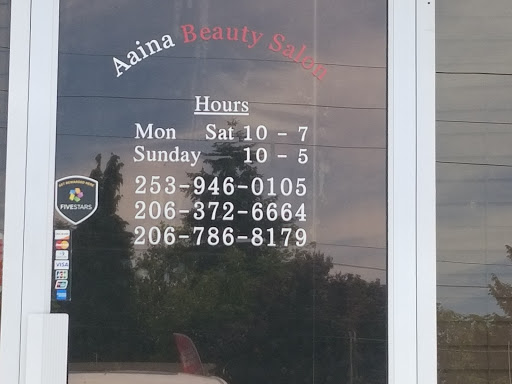 Aaina Beauty Salon
Hours
Mon Sat 10 - 7
Sunday 10 - 5
253-946-0105
206-372-6664
206-786-8179
FIVESTARS
VISA